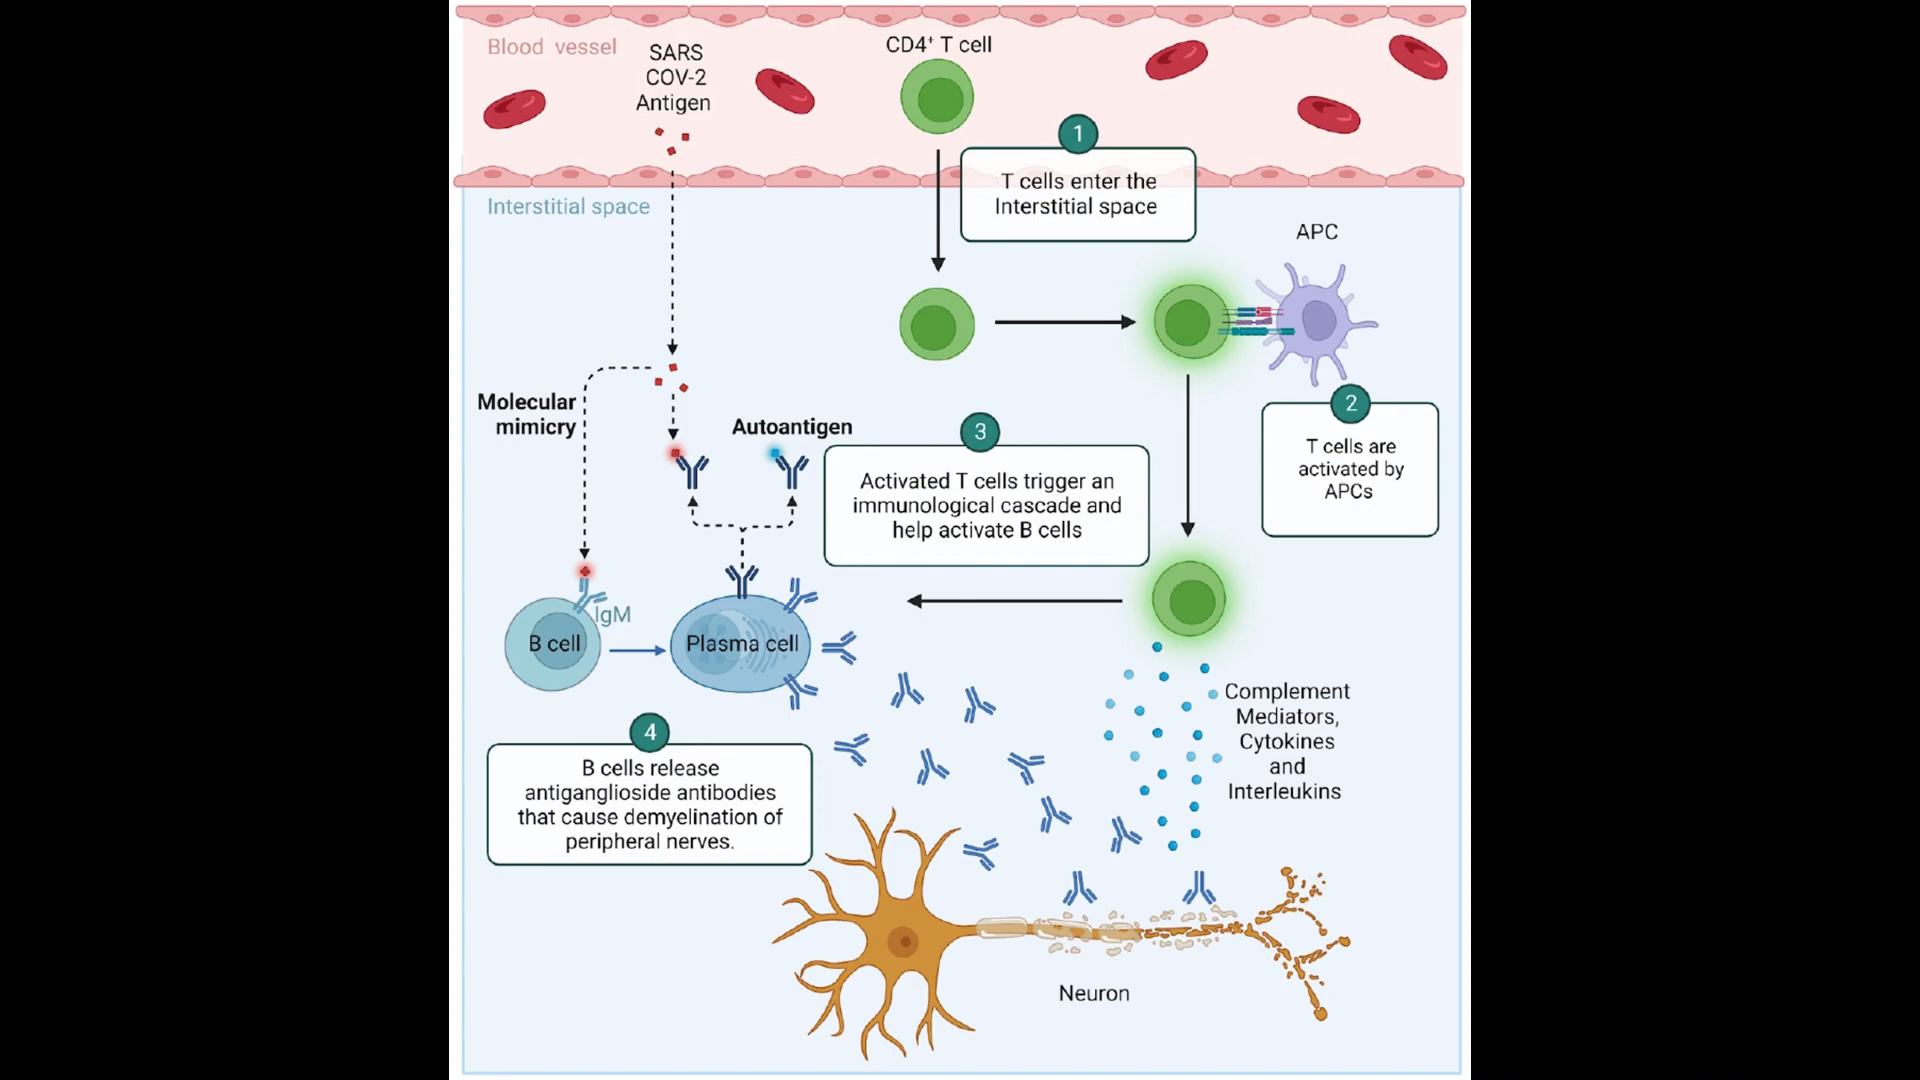 Blood vessel
SARS
COV-2
Antigen
CD4⁺ T cell
1
T cells enter the
Interstitial space
Interstitial space
APC
2
T cells are
activated by
APCs
Molecular
mimicry
Autoantigen
3
Activated T cells trigger an
immunological cascade and
help activate B cells
IgM
B cell
Plasma cell
Complement
Mediators,
Cytokines
and
Interleukins
4
B cells release
antiganglioside antibodies
that cause demyelination of
peripheral nerves.
Neuron